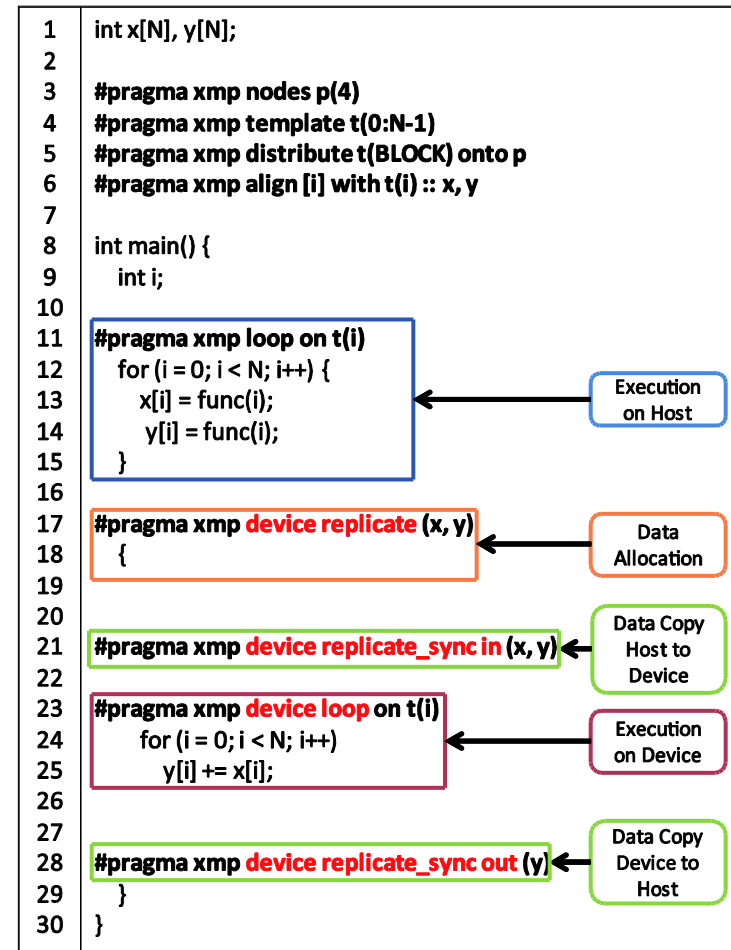 1 int x[N], y[N];
2
3 #pragma xmp nodes p(4)
4 #pragma xmp template t(0:N-1)
5 #pragma xmp distribute t(BLOCK) onto p
6 #pragma xmp align [i] with t(i) :: x, y
7
8 int main() {
9 int i;
10
11 #pragma xmp loop on t(i)
12 for (i = 0; i < N; i++) {
13 x[i] = func(i);
14 y[i] = func(i);
15 }
16
17 #pragma xmp device replicate (x, y)
18 {
19
20
21 #pragma xmp device replicate_sync in (x, y)
22
23 #pragma xmp device loop on t(i)
24 for (i = 0; i < N; i++)
25 y[i] += x[i];
26
27
28 #pragma xmp device replicate_sync out (y)
29 }
30 }
Execution
on Host
Data
Allocation
Data Copy
Host to
Device
Execution
on Device
Data Copy
Device to
Host